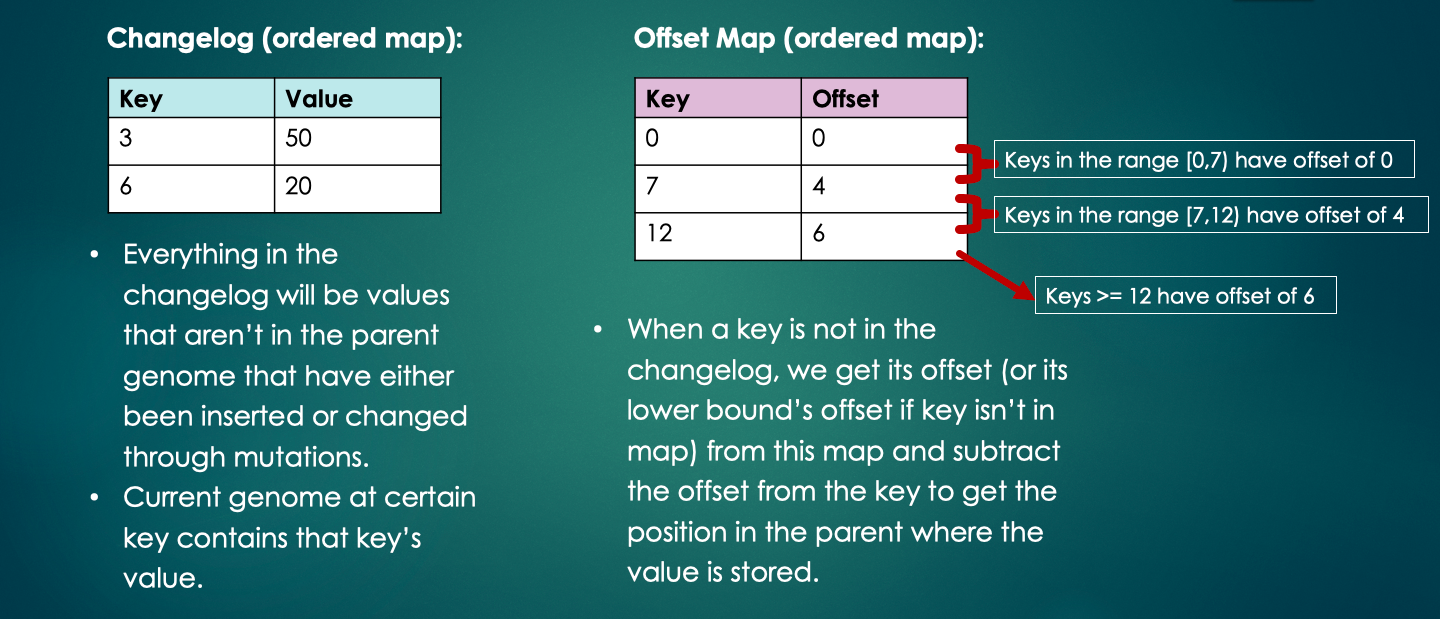 Changelog (ordered map):
Key Value
3 50
6 20
• Everything in the
changelog will be values
that aren't in the parent
genome that have either
been inserted or changed
through mutations.
• Current genome at certain
key contains that key's
value.
Offset Map (ordered map):
Key Offset
0 0
7 4
12 6
Keys in the range [0,7) have offset of 0
Keys in the range [7,12) have offset of 4
Keys >= 12 have offset of 6
• When a key is not in the
changelog, we get its offset (or its
lower bound's offset if key isn't in
map) from this map and subtract
the offset from the key to get the
position in the parent where the
value is stored.